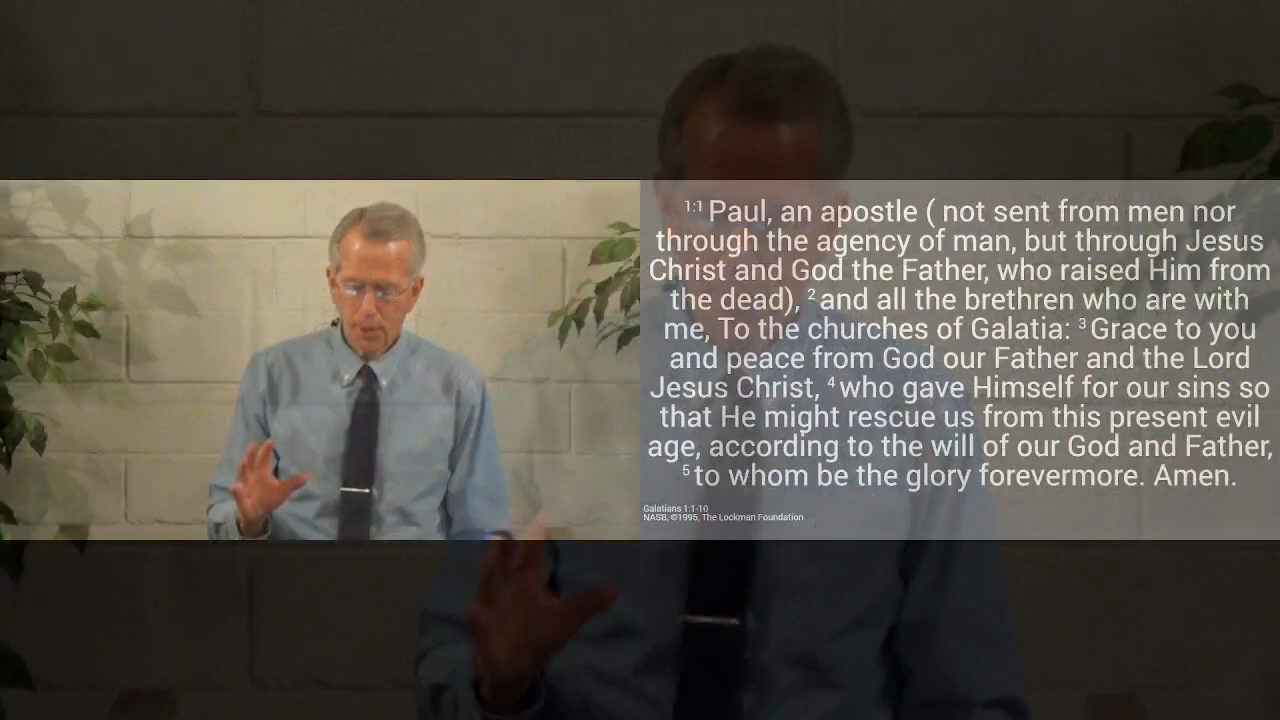 1:1 Paul, an apostle ( not sent from men nor
through the agency of man, but through Jesus
Christ and God the Father, who raised Him from
the dead), 2 and all the brethren who are with
me, To the churches of Galatia: 3 Grace to you
and peace from God our Father and the Lord
Jesus Christ, 4 who gave Himself for our sins so
that He might rescue us from this present evil
age, according to the will of our God and Father,
5 to whom be the glory forevermore. Amen.
Galatians 1:1-10
NASB, ©1995, The Lockman Foundation